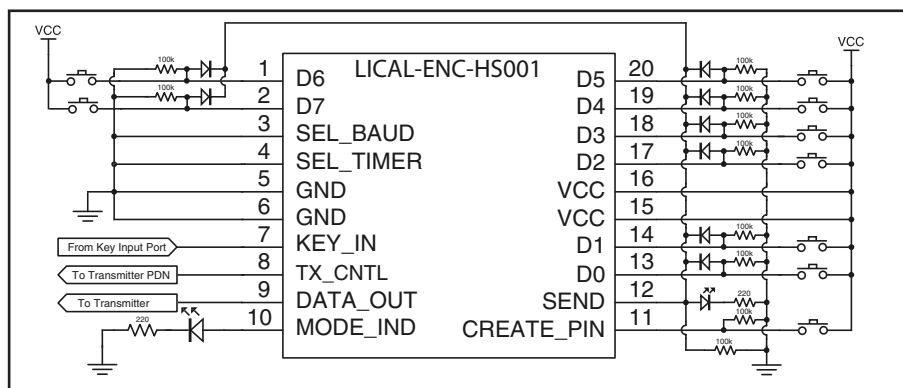 VCC
VCC
LICAL-ENC-HS001
100k
100k
1 D6
2 D7
3 SEL_BAUD
4 SEL_TIMER
5 GND
6 GND
7 KEY_IN
8 TX_CNTL
9 DATA_OUT
10 MODE_IND
From Key Input Port
To Transmitter PDN
To Transmitter
220
D5 20
D4 19
D3 18
D2 17
VCC 16
VCC 15
D1 14
D0 13
SEND 12
CREATE_PIN 11
100k
100k
100k
100k
100k
100k
220
100k
100k